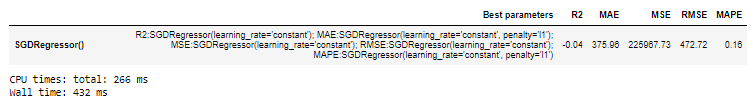 Best parameters R2 MAE MSE RMSE MAPE
R2:SGDRegressor(learning_rate='constant'); MAE:SGDRegressor(learning_rate='constant', penalty='l1');
SGDRegressor() MSE:SGDRegressor(learning_rate='constant'); RMSE:SGDRegressor(learning_rate='constant'); -0.04 375.96 225967.73 472.72 0.16
MAPE:SGDRegressor(learning_rate='constant', penalty='l1')
CPU times: total: 266 ms
Wall time: 432 ms